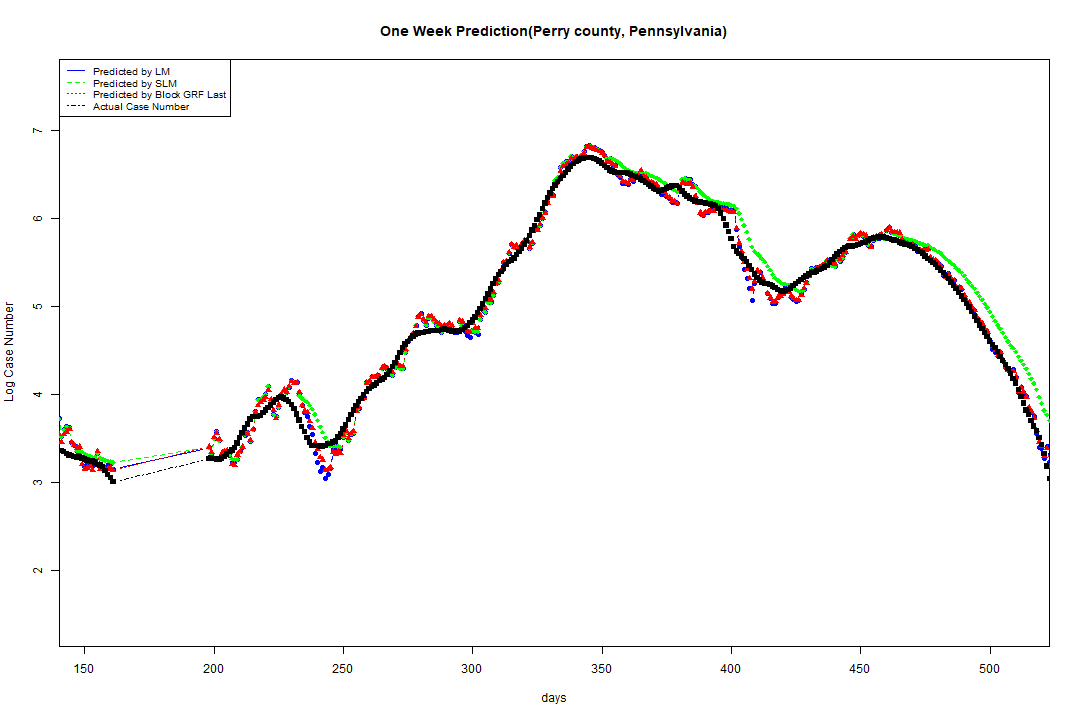 One Week Prediction(Perry county, Pennsylvania)
Predicted by LM
Predicted by SLM
Predicted by Block GRF Last
Actual Case Number
Log Case Number
7
6
5
4
3
2
150 200 250 300 350 400 450 500
days